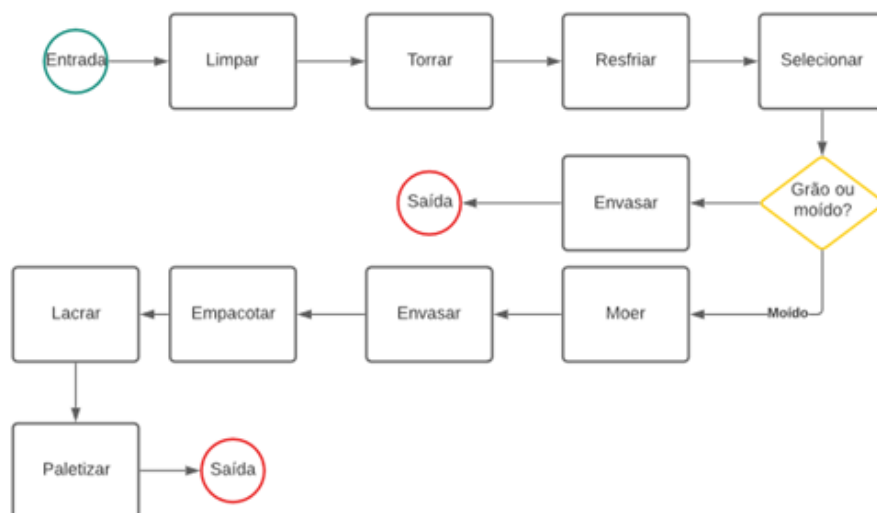 Entrada
Limpar
Torrar
Resfriar
Selecionar
Grão ou
moído?
Envasar
Saída
Moído
Moer
Envasar
Empacotar
Lacrar
Paletizar
Saída